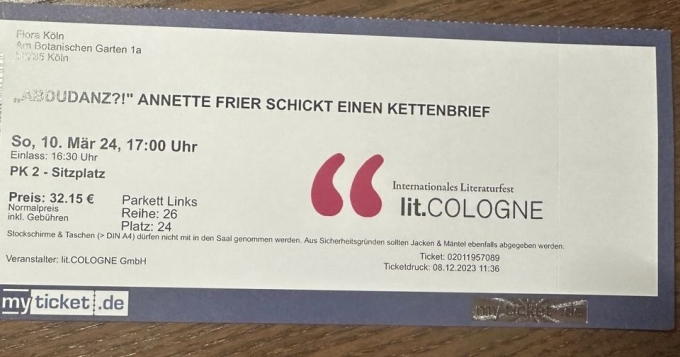 Flora Köln
Am Botanischen Garten 1a
Köln
„ABOUDANZ?!" ANNETTE FRIER SCHICKT EINEN KETTENBRIEF
So, 10. Mär 24, 17:00 Uhr
Einlass: 16:30 Uhr
PK 2 - Sitzplatz
Preis: 32.15 €
Normalpreis
inkl. Gebühren
Parkett Links
Reihe: 26
Platz: 24
Internationales Literaturfest
lit.COLOGNE
Stockschirme & Taschen (> DIN A4) dürfen nicht mit in den Saal genommen werden. Aus Sicherheitsgründen sollten Jacken & Mäntel ebenfalls abgegeben werden.
Veranstalter: lit.COLOGNE GmbH
Ticket: 02011957089
Ticketdruck: 08.12.2023 11:36
myticket.de
my ticket.de